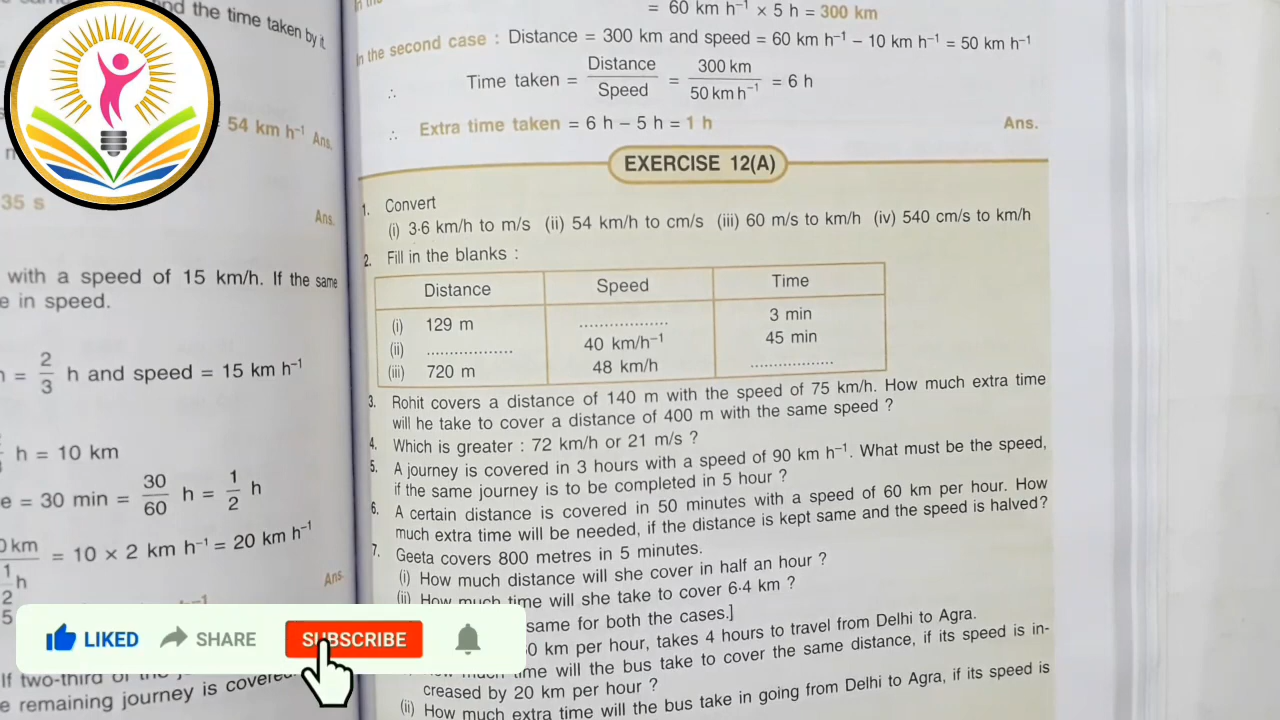 nd the time taken by it.
54 km h⁻¹ Ans.
35 s
Ans.
with a speed of 15 km/h. If the same
e in speed.
= 2/3 h and speed = 15 km h⁻¹
h = 10 km
e = 30 min = 30/60 h = 1/2 h
0 km / 1/2 h = 10 × 2 km h⁻¹ = 20 km h⁻¹
Ans.
If two-third of the
e remaining journey is covered
= 60 km h⁻¹ × 5 h = 300 km
In the second case : Distance = 300 km and speed = 60 km h⁻¹ – 10 km h⁻¹ = 50 km h⁻¹
∴ Time taken = Distance/Speed = 300 km/50 km h⁻¹ = 6 h
∴ Extra time taken = 6 h – 5 h = 1 h Ans.
EXERCISE 12(A)
1. Convert
(i) 3·6 km/h to m/s (ii) 54 km/h to cm/s (iii) 60 m/s to km/h (iv) 540 cm/s to km/h
2. Fill in the blanks :
Distance Speed Time
(i) 129 m .................. 3 min
(ii) ................. 40 km/h⁻¹ 45 min
(iii) 720 m 48 km/h .................
3. Rohit covers a distance of 140 m with the speed of 75 km/h. How much extra time
will he take to cover a distance of 400 m with the same speed ?
4. Which is greater : 72 km/h or 21 m/s ?
5. A journey is covered in 3 hours with a speed of 90 km h⁻¹. What must be the speed,
if the same journey is to be completed in 5 hour ?
6. A certain distance is covered in 50 minutes with a speed of 60 km per hour. How
much extra time will be needed, if the distance is kept same and the speed is halved?
7. Geeta covers 800 metres in 5 minutes.
(i) How much distance will she cover in half an hour ?
(ii) How much time will she take to cover 6·4 km ?
same for both the cases.]
0 km per hour, takes 4 hours to travel from Delhi to Agra.
time will the bus take to cover the same distance, if its speed is in-
creased by 20 km per hour ?
(ii) How much extra time will the bus take in going from Delhi to Agra, if its speed is
LIKED SHARE SUBSCRIBE